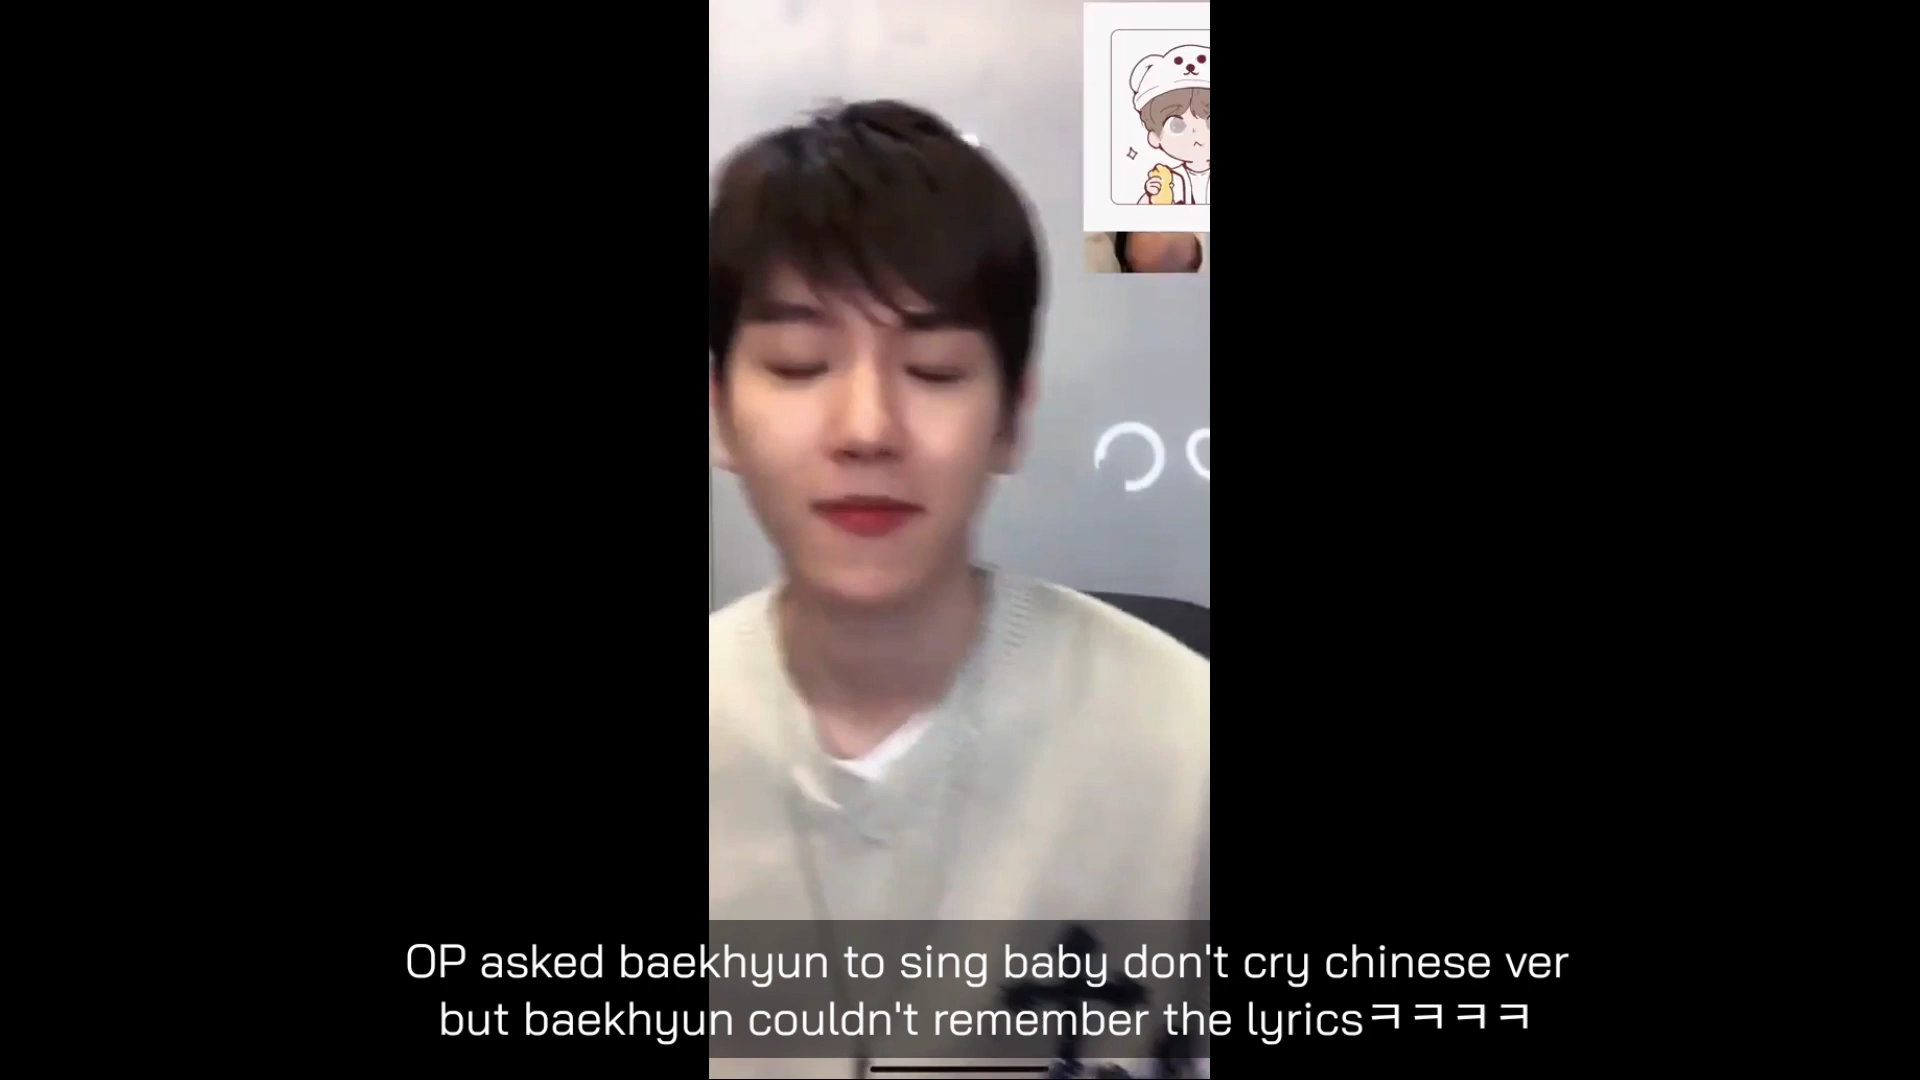 OP asked baekhyun to sing baby don't cry chinese ver
but baekhyun couldn't remember the lyricsㅋㅋㅋㅋ